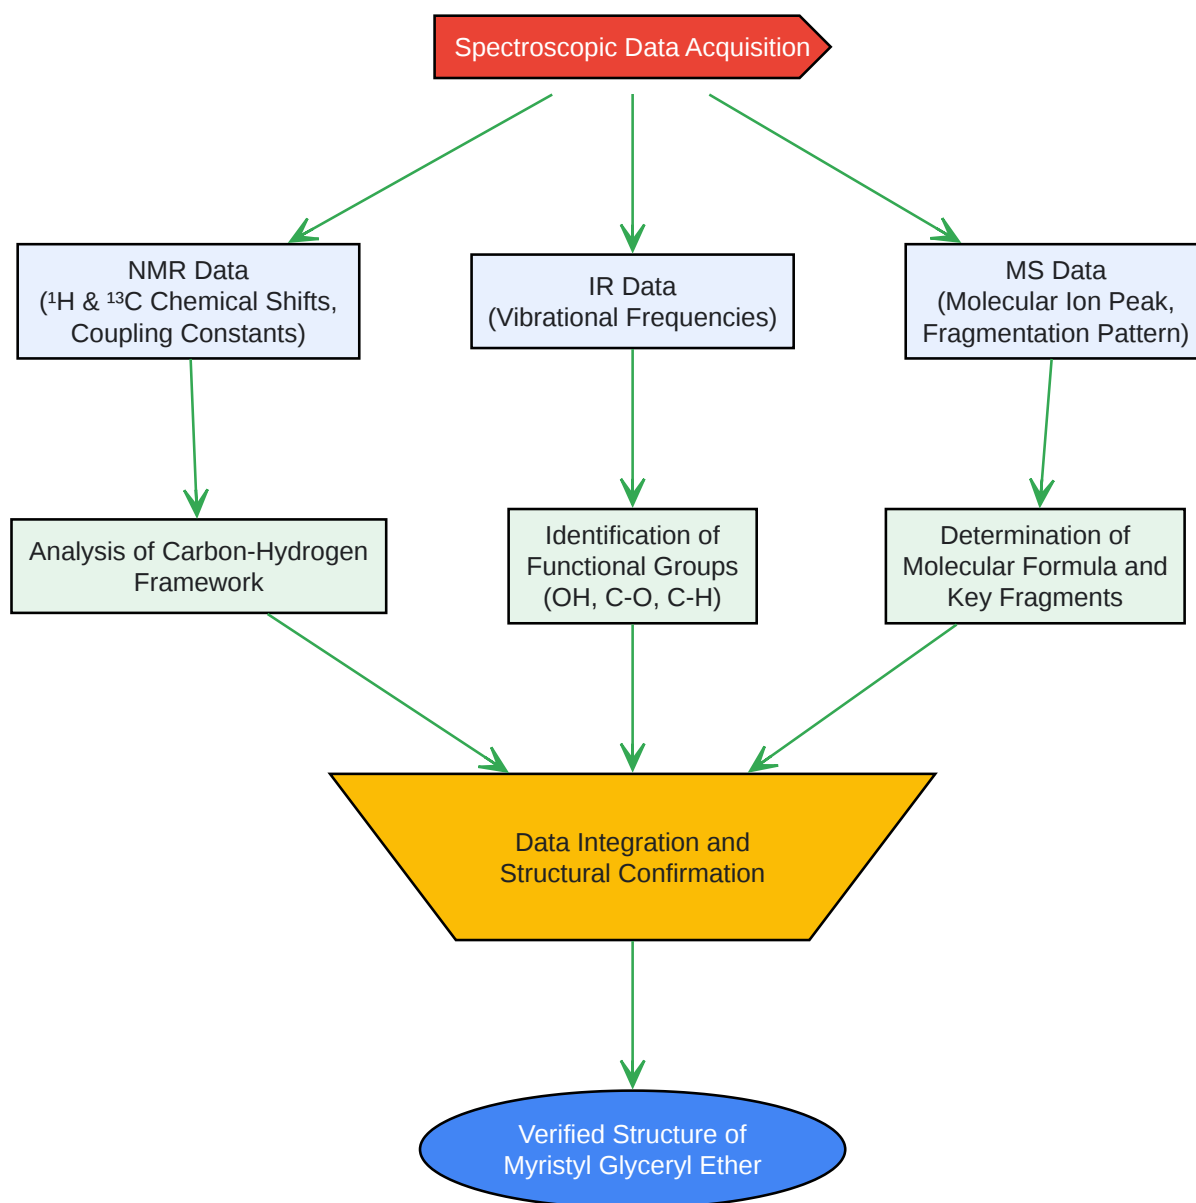 Spectroscopic Data Acquisition
NMR Data
(¹H & ¹³C Chemical Shifts,
Coupling Constants)
IR Data
(Vibrational Frequencies)
MS Data
(Molecular Ion Peak,
Fragmentation Pattern)
Analysis of Carbon-Hydrogen
Framework
Identification of
Functional Groups
(OH, C-O, C-H)
Determination of
Molecular Formula and
Key Fragments
Data Integration and
Structural Confirmation
Verified Structure of
Myristyl Glyceryl Ether